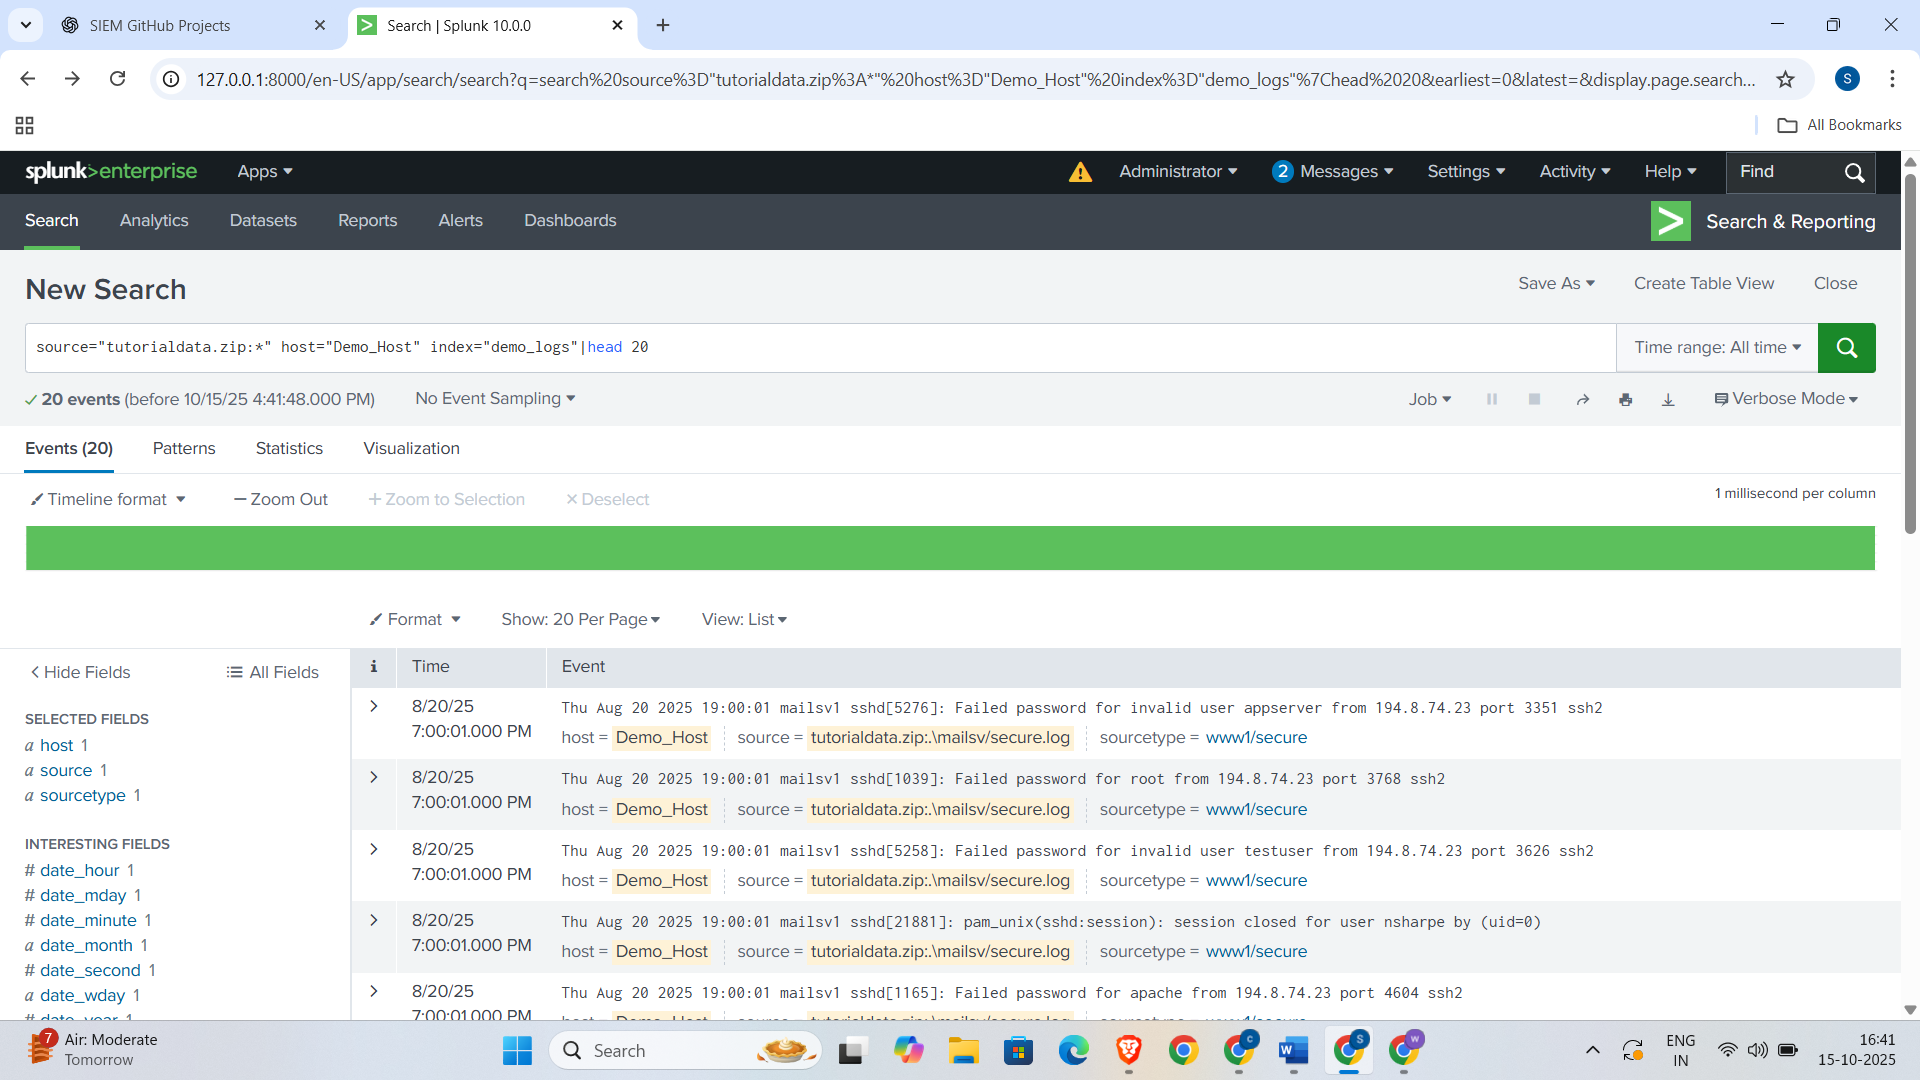 SIEM GitHub Projects
Search | Splunk 10.0.0
127.0.0.1:8000/en-US/app/search/search?q=search%20source%3D"tutorialdata.zip%3A*"%20host%3D"Demo_Host"%20index%3D"demo_logs"%7Chead%2020&earliest=0&latest=&display.page.search...
S
All Bookmarks
splunk>enterprise Apps Administrator 2 Messages Settings Activity Help Find
Search Analytics Datasets Reports Alerts Dashboards Search & Reporting
New Search
Save As Create Table View Close
source="tutorialdata.zip:*" host="Demo_Host" index="demo_logs"|head 20
Time range: All time
20 events (before 10/15/25 4:41:48.000 PM) No Event Sampling Job Verbose Mode
Events (20) Patterns Statistics Visualization
Timeline format Zoom Out + Zoom to Selection × Deselect 1 millisecond per column
Format Show: 20 Per Page View: List
Hide Fields All Fields
SELECTED FIELDS
a host 1
a source 1
a sourcetype 1
INTERESTING FIELDS
# date_hour 1
# date_mday 1
# date_minute 1
a date_month 1
# date_second 1
a date_wday 1
# date_year 1
i Time Event
8/20/25
7:00:01.000 PM
Thu Aug 20 2025 19:00:01 mailsv1 sshd[5276]: Failed password for invalid user appserver from 194.8.74.23 port 3351 ssh2
host = Demo_Host source = tutorialdata.zip:.\mailsv/secure.log sourcetype = www1/secure
8/20/25
7:00:01.000 PM
Thu Aug 20 2025 19:00:01 mailsv1 sshd[1039]: Failed password for root from 194.8.74.23 port 3768 ssh2
host = Demo_Host source = tutorialdata.zip:.\mailsv/secure.log sourcetype = www1/secure
8/20/25
7:00:01.000 PM
Thu Aug 20 2025 19:00:01 mailsv1 sshd[5258]: Failed password for invalid user testuser from 194.8.74.23 port 3626 ssh2
host = Demo_Host source = tutorialdata.zip:.\mailsv/secure.log sourcetype = www1/secure
8/20/25
7:00:01.000 PM
Thu Aug 20 2025 19:00:01 mailsv1 sshd[21881]: pam_unix(sshd:session): session closed for user nsharpe by (uid=0)
host = Demo_Host source = tutorialdata.zip:.\mailsv/secure.log sourcetype = www1/secure
8/20/25
7:00:01.000 PM
Thu Aug 20 2025 19:00:01 mailsv1 sshd[1165]: Failed password for apache from 194.8.74.23 port 4604 ssh2
7
Air: Moderate
Tomorrow
Search
C
W
S
W
ENG
IN
16:41
15-10-2025